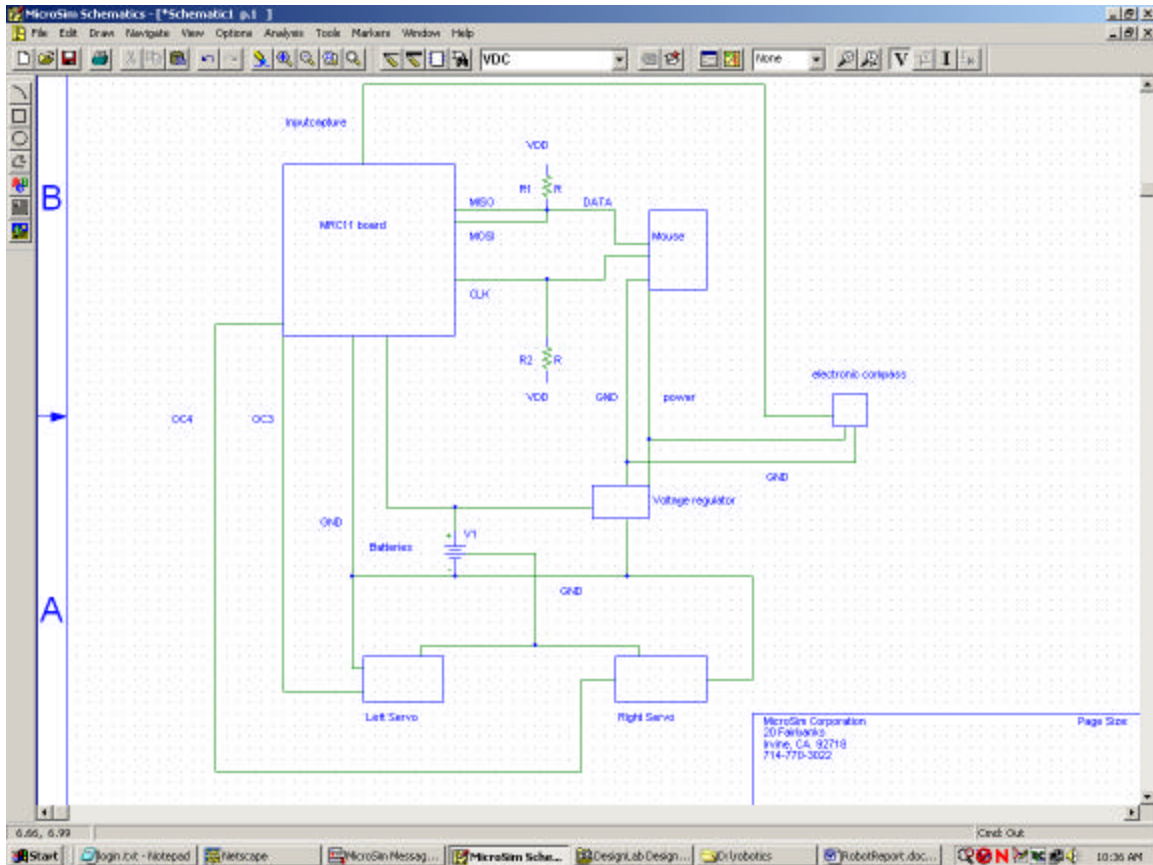 MicroSim Schematics - [*Schematic1 p.1 ]
File Edit Draw Navigate View Options Analysis Tools Markers Window Help
VDC
None
V
I
Inputcapture
VDD
B
R1 R
MISO
DATA
MRC11 board
MOSI
Mouse
CLK
R2 R
electronic compass
VDD
GND
power
OC4
OC3
GND
Voltage regulator
GND
V1
Batteries
+
-
GND
A
Left Servo
Right Servo
MicroSim Corporation
Page Size:
20 Fairbanks
Irvine, CA. 92718
714-770-3022
6.66, 6.99
Cmd: Out
Start
login.txt - Notepad
Netscape
MicroSim Messag...
MicroSim Sche...
DesignLab Design...
D:\robotics
RobotReport.doc...
10:36 AM